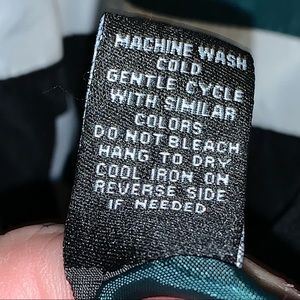 MACHINE WASH
COLD
GENTLE CYCLE
WITH SIMILAR
COLORS
DO NOT BLEACH
HANG TO DRY
COOL IRON ON
REVERSE SIDE
IF NEEDED